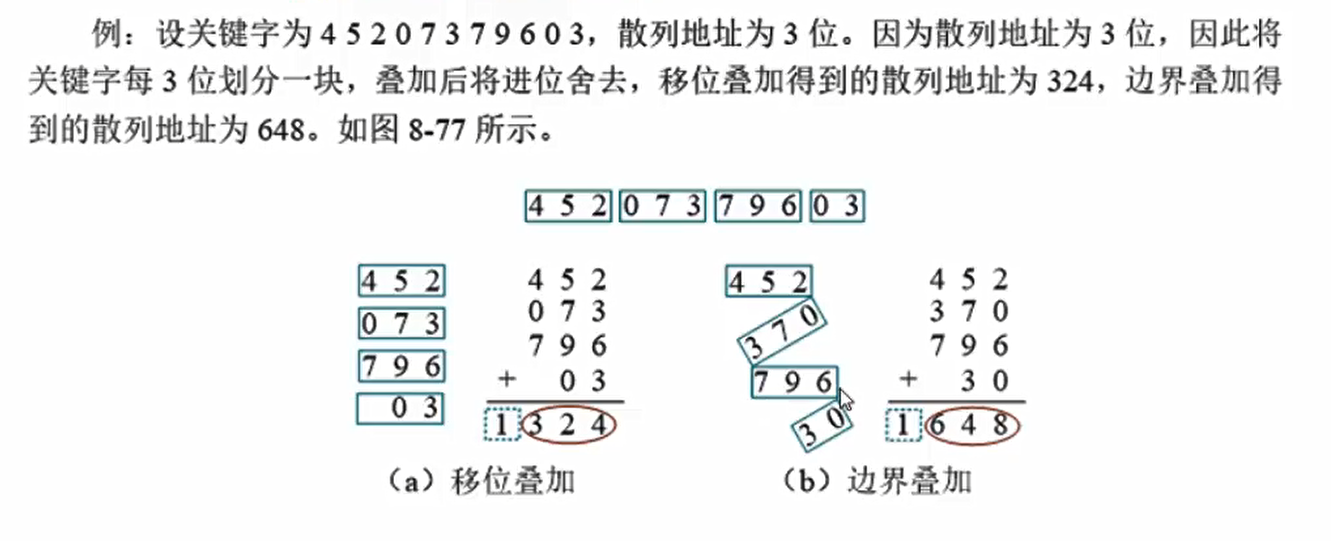 例：设关键字为 4 5 2 0 7 3 7 9 6 0 3，散列地址为 3 位。因为散列地址为 3 位，因此将
关键字每 3 位划分一块，叠加后将进位舍去，移位叠加得到的散列地址为 324，边界叠加得
到的散列地址为 648。如图 8-77 所示。
4 5 2 0 7 3 7 9 6 0 3
4 5 2
0 7 3
7 9 6
0 3
4 5 2
0 7 3
7 9 6
+ 0 3
1 3 2 4
（a）移位叠加
4 5 2
3 7 0
7 9 6
3 0
4 5 2
3 7 0
7 9 6
+ 3 0
1 6 4 8
（b）边界叠加